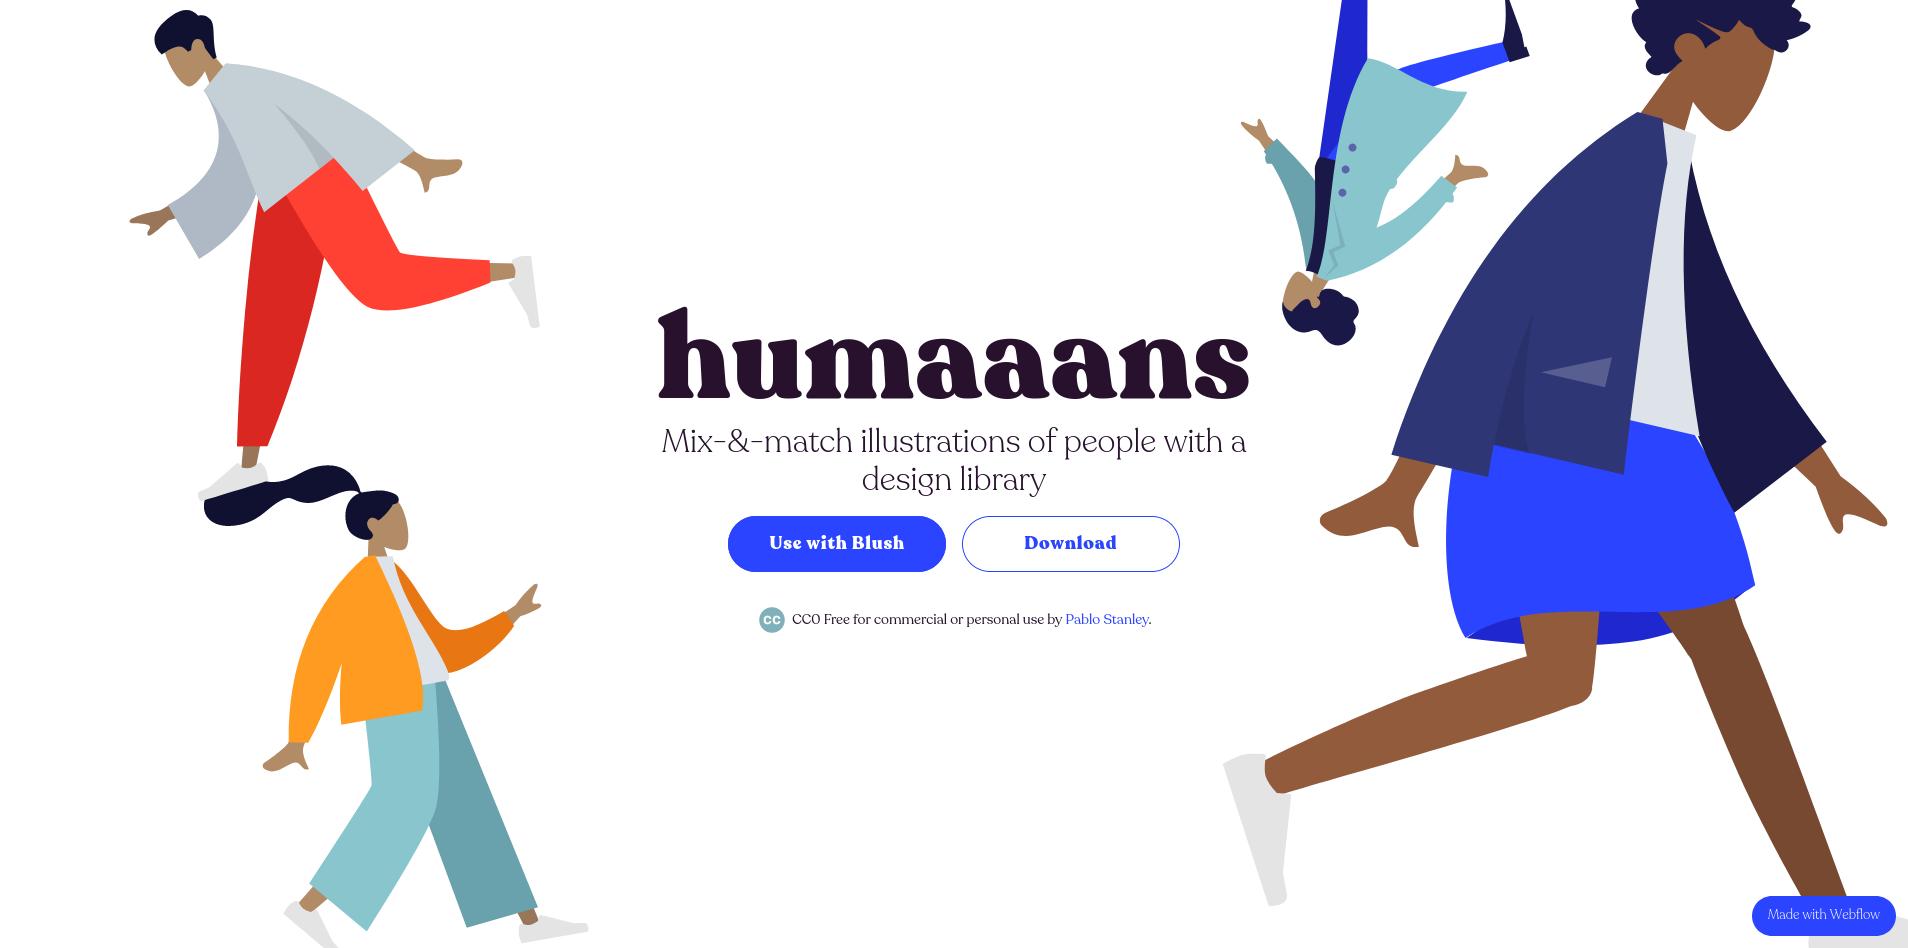 humaaans
Mix-&-match illustrations of people with a
design library
Use with Blush
Download
CC CC0 Free for commercial or personal use by Pablo Stanley.
Made with Webflow